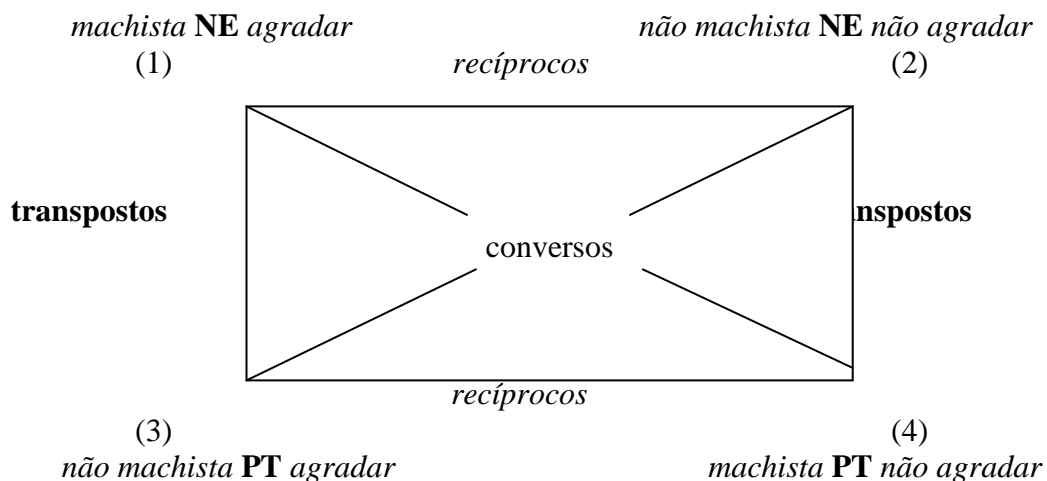 machista NE agradar não machista NE não agradar
(1) recíprocos (2)
transpostos nspostos
conversos
recíprocos
(3) (4)
não machista PT agradar machista PT não agradar